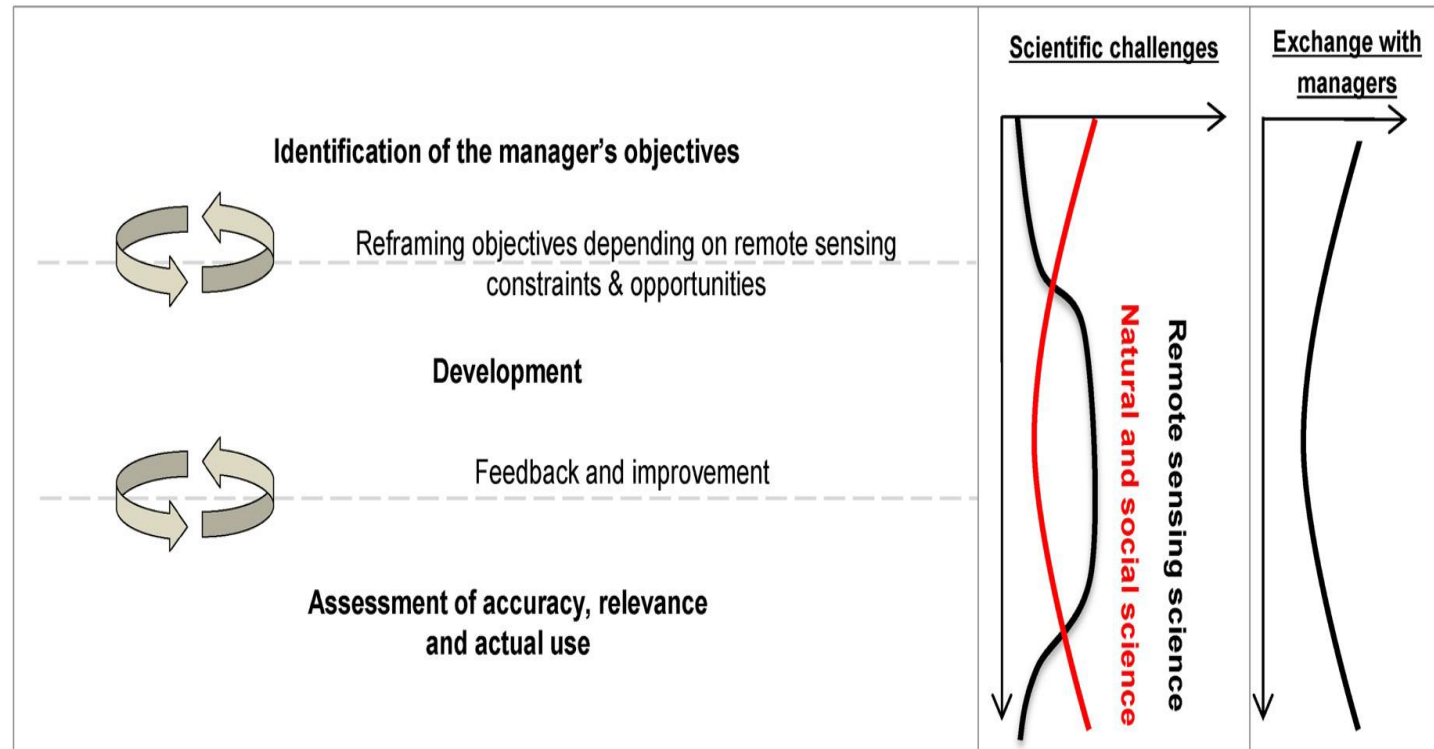 Scientific challenges
Exchange with
managers
Identification of the manager's objectives
Reframing objectives depending on remote sensing
constraints & opportunities
Development
Feedback and improvement
Assessment of accuracy, relevance
and actual use
Natural and social science
Remote sensing science